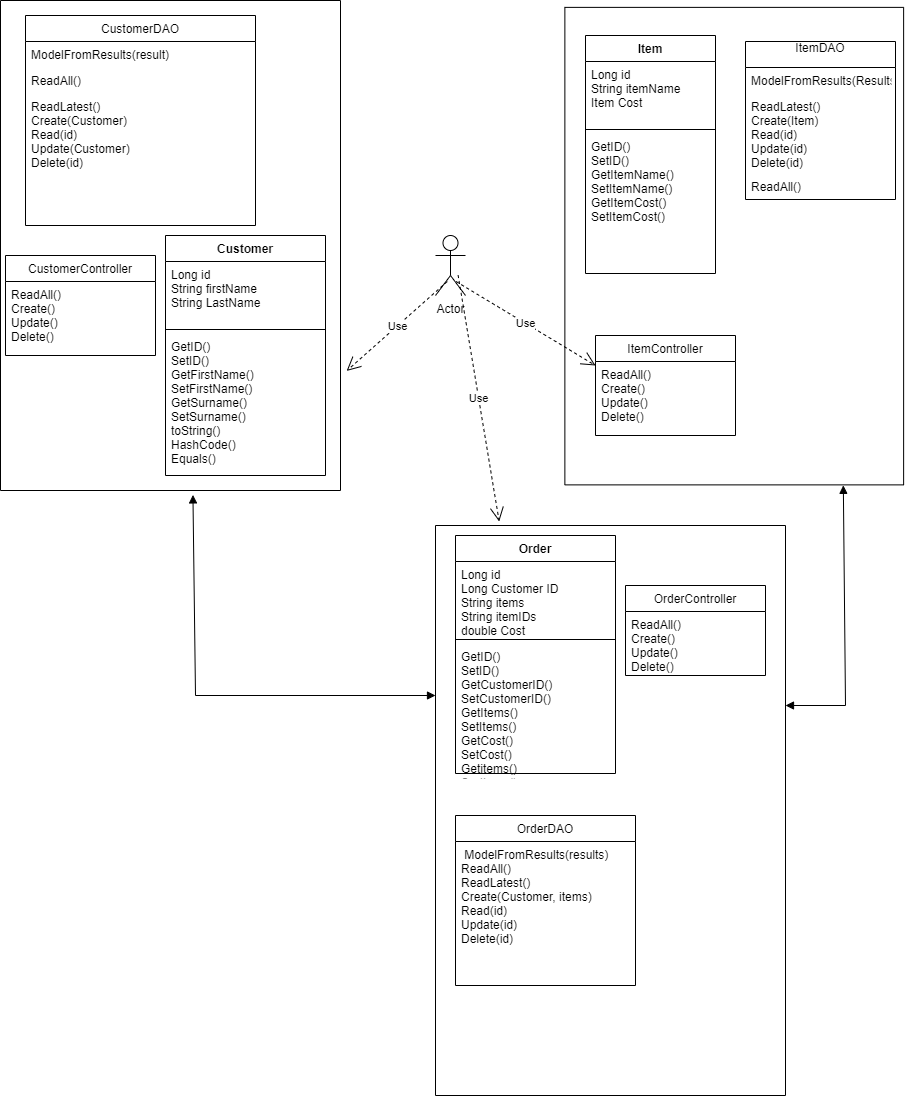 CustomerDAO
ModelFromResults(result)
ReadAll()
ReadLatest()
Create(Customer)
Read(id)
Update(Customer)
Delete(id)
CustomerController
ReadAll()
Create()
Update()
Delete()
Customer
Long id
String firstName
String LastName
GetID()
SetID()
GetFirstName()
SetFirstName()
GetSurname()
SetSurname()
toString()
HashCode()
Equals()
Actor
Use
Use
Use
Item
Long id
String itemName
Item Cost
GetID()
SetID()
GetItemName()
SetItemName()
GetItemCost()
SetItemCost()
ItemDAO
ModelFromResults(Results
ReadLatest()
Create(Item)
Read(id)
Update(id)
Delete(id)
ReadAll()
ItemController
ReadAll()
Create()
Update()
Delete()
Order
Long id
Long Customer ID
String items
String itemIDs
double Cost
GetID()
SetID()
GetCustomerID()
SetCustomerID()
GetItems()
SetItems()
GetCost()
SetCost()
Getitems()
OrderController
ReadAll()
Create()
Update()
Delete()
OrderDAO
ModelFromResults(results)
ReadAll()
ReadLatest()
Create(Customer, items)
Read(id)
Update(id)
Delete(id)